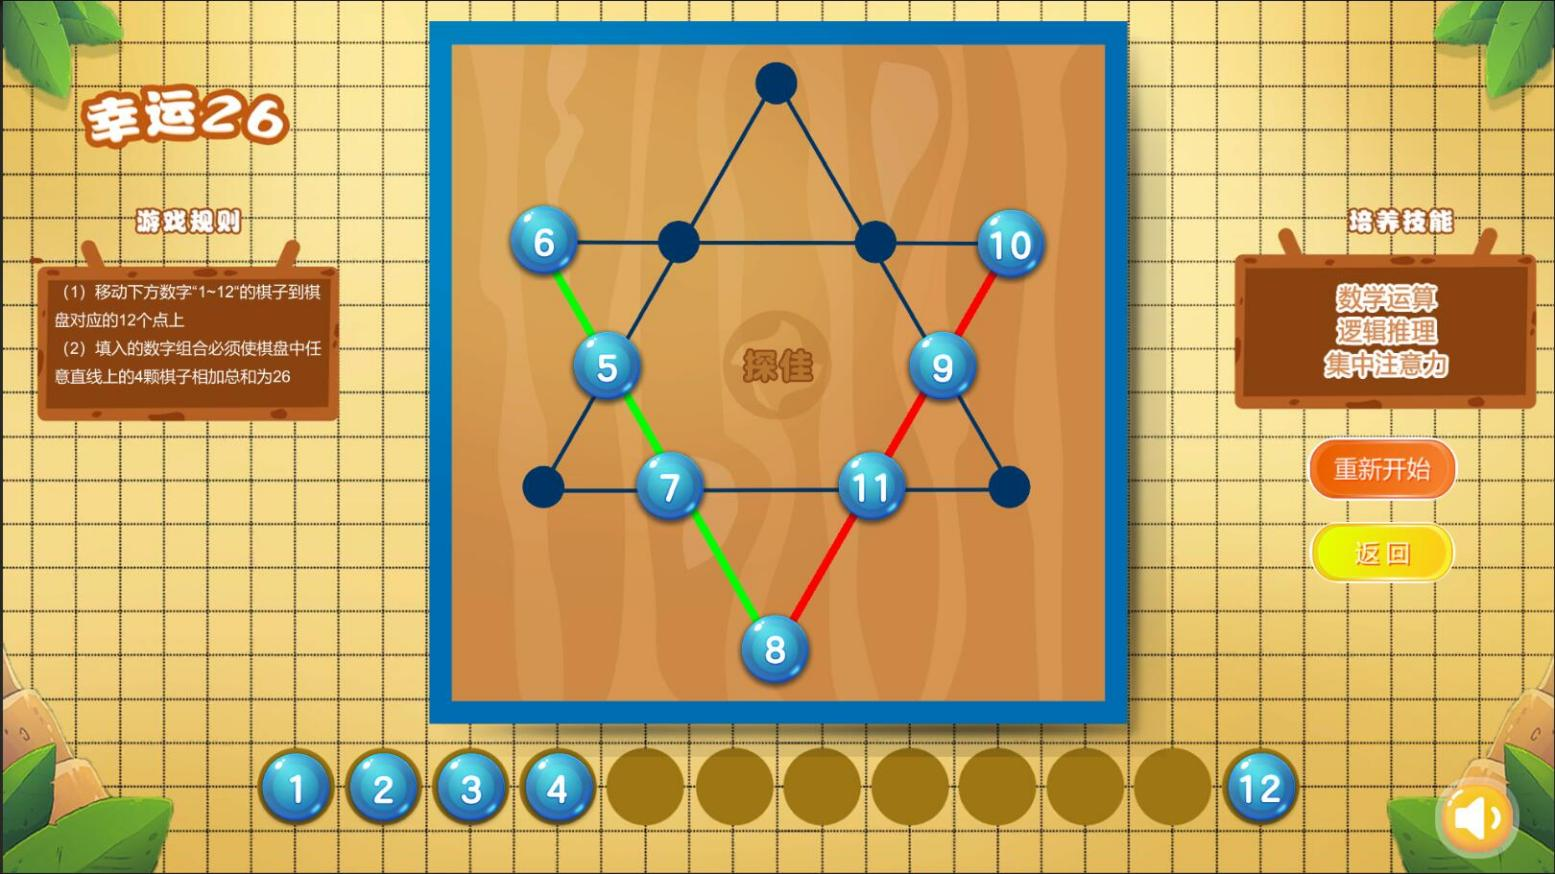 幸运26
游戏规则
（1）移动下方数字“1~12“的棋子到棋
盘对应的12个点上
（2）填入的数字组合必须使棋盘中任
意直线上的4颗棋子相加总和为26
6
10
5
探佳
9
7
11
8
培养技能
数学运算
逻辑推理
集中注意力
重新开始
返回
1
2
3
4
12